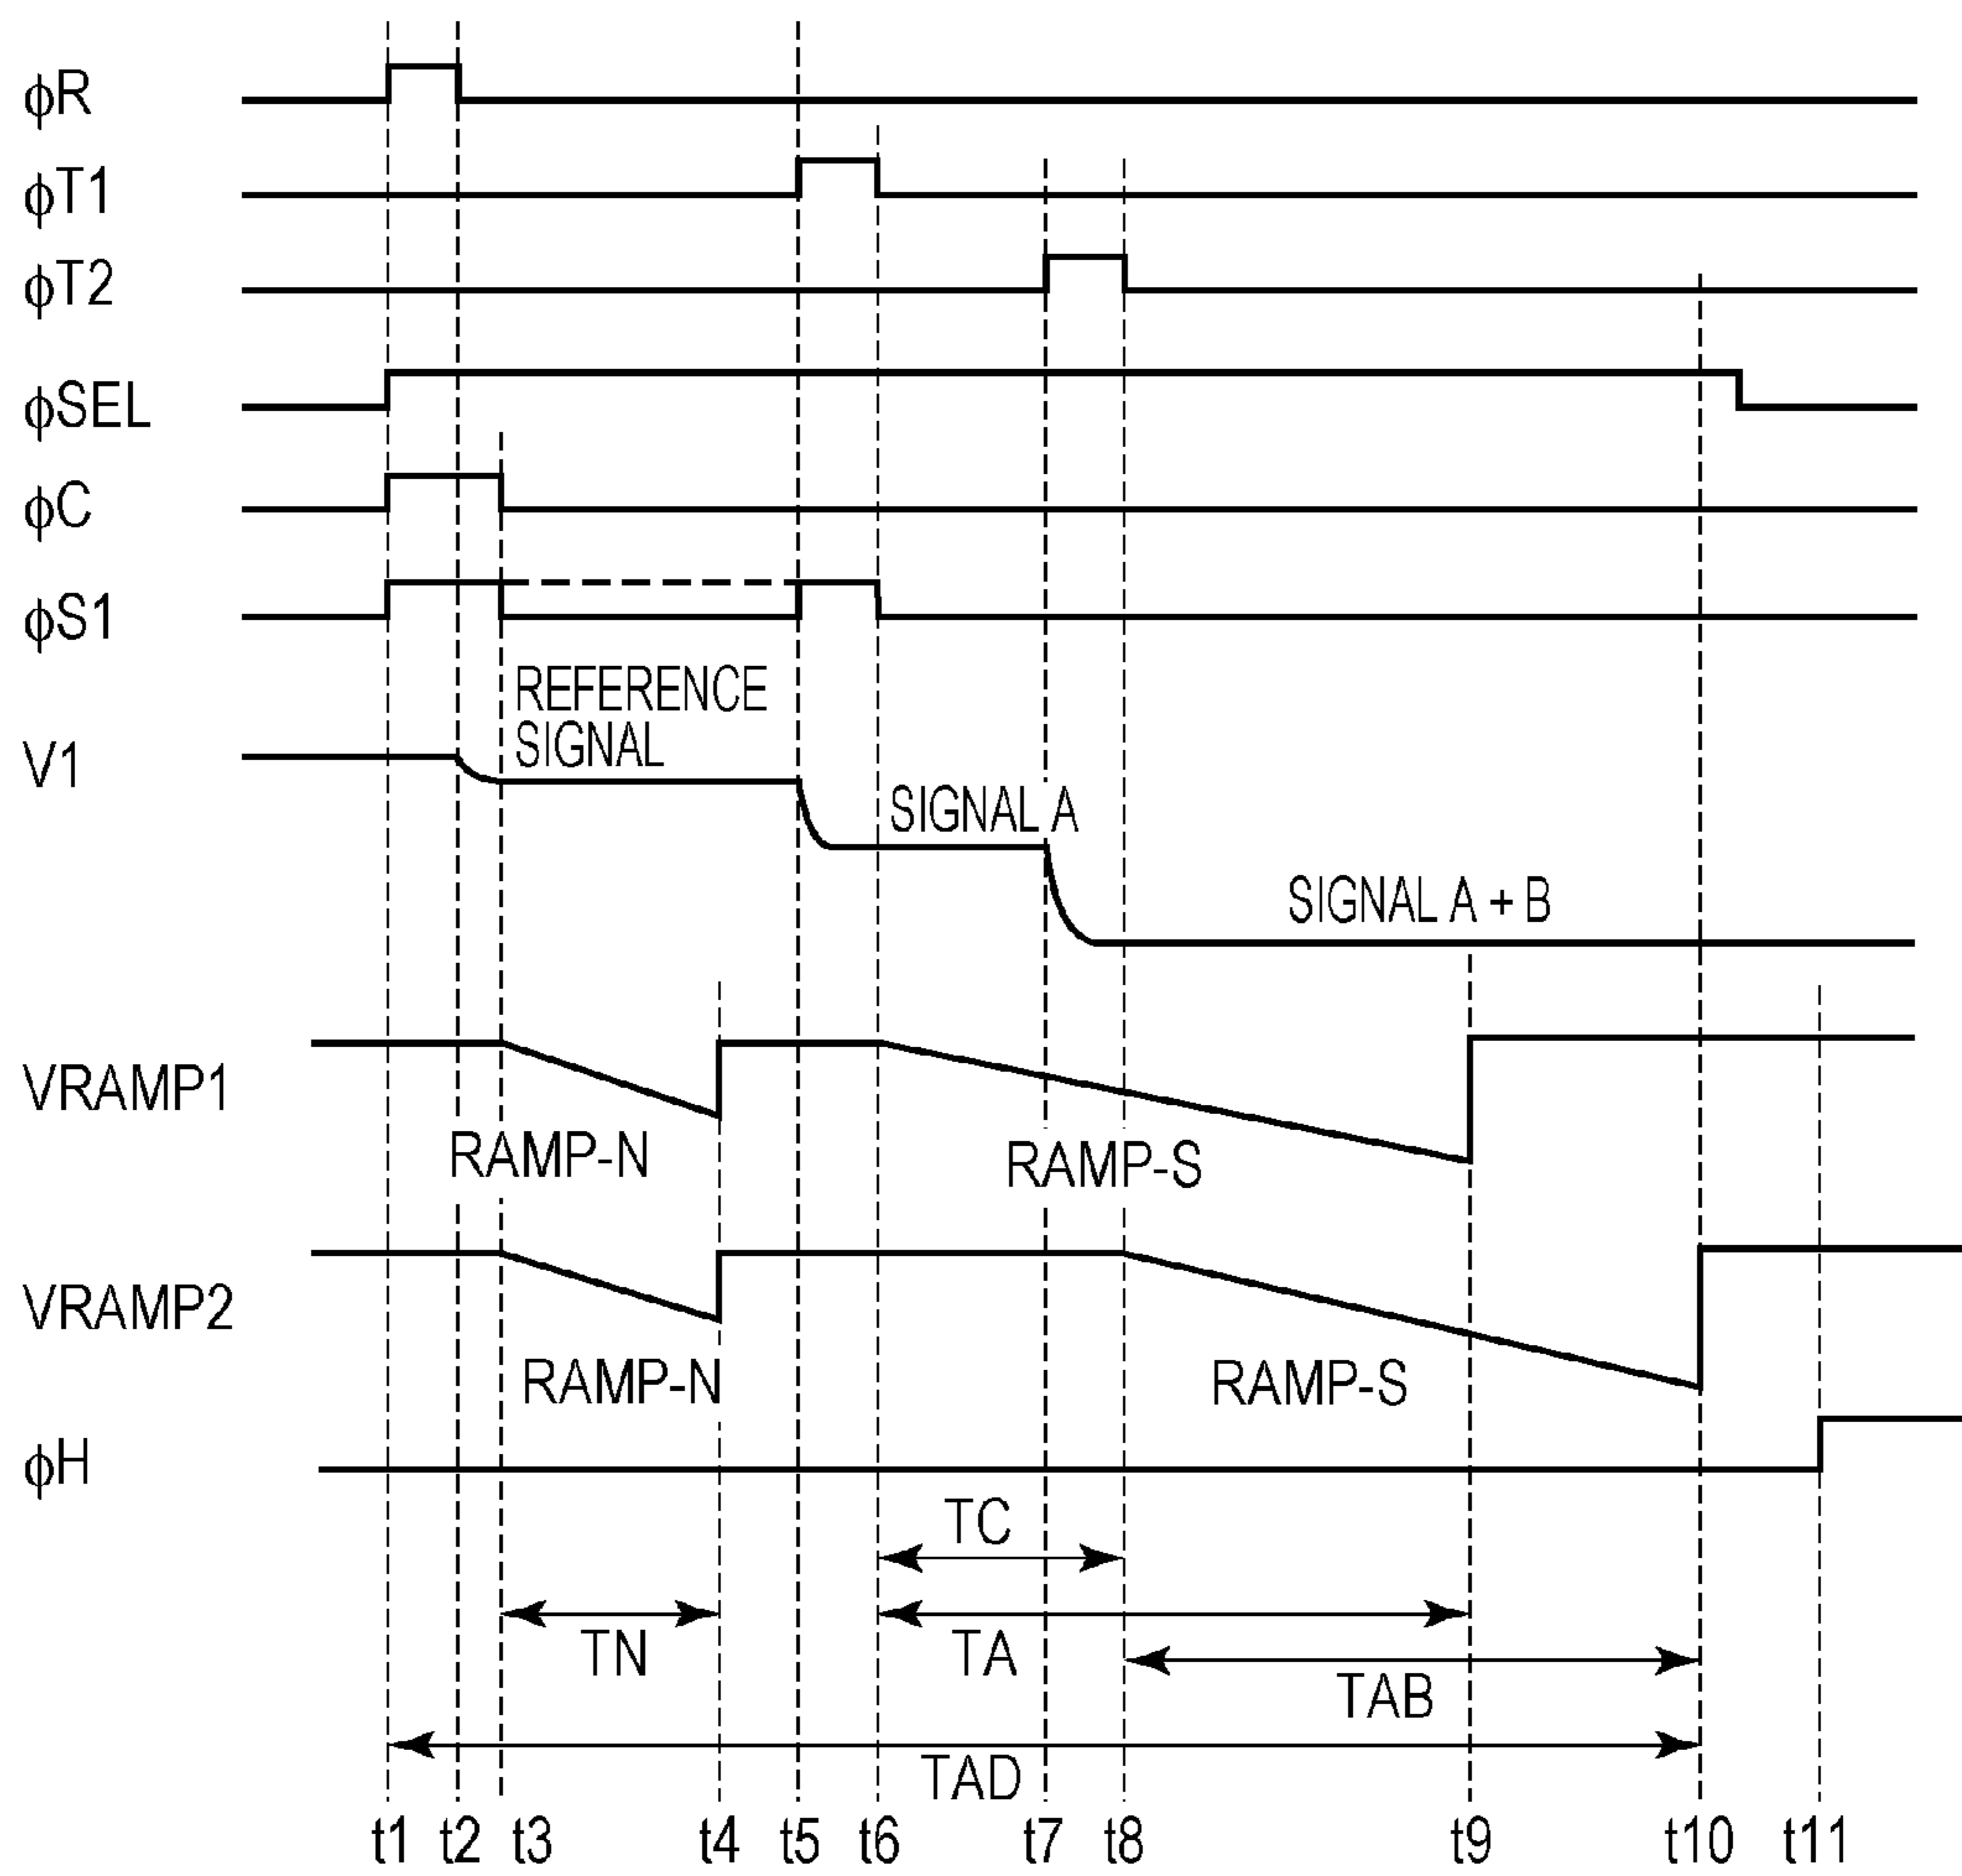 ϕR
ϕT1
ϕT2
ϕSEL
ϕC
ϕS1
REFERENCE
SIGNAL
V1
SIGNAL A
SIGNAL A + B
VRAMP1
RAMP-N
RAMP-S
VRAMP2
RAMP-N
RAMP-S
ϕH
TC
TN
TA
TAB
TAD
t1 t2 t3 t4 t5 t6 t7 t8 t9 t10 t11